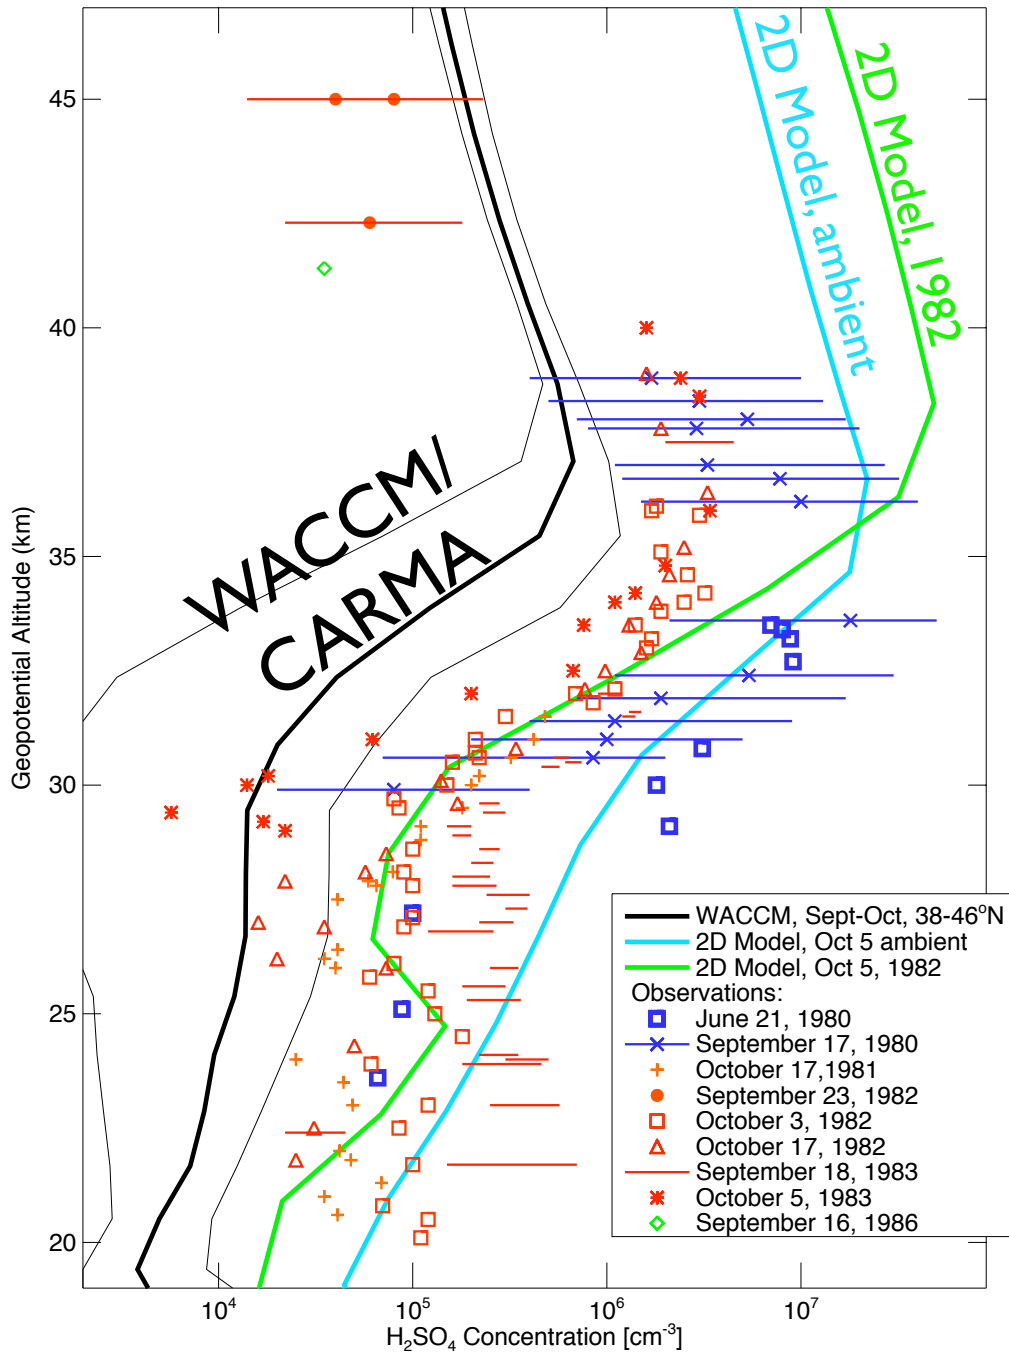 2D Model, ambient
2D Model, 1982
WACCM/
CARMA
45
40
35
30
25
20
Geopotential Altitude (km)
10⁴
10⁵
10⁶
10⁷
H₂SO₄ Concentration [cm⁻³]
WACCM, Sept-Oct, 38-46°N
2D Model, Oct 5 ambient
2D Model, Oct 5, 1982
Observations:
June 21, 1980
September 17, 1980
October 17,1981
September 23, 1982
October 3, 1982
October 17, 1982
September 18, 1983
October 5, 1983
September 16, 1986